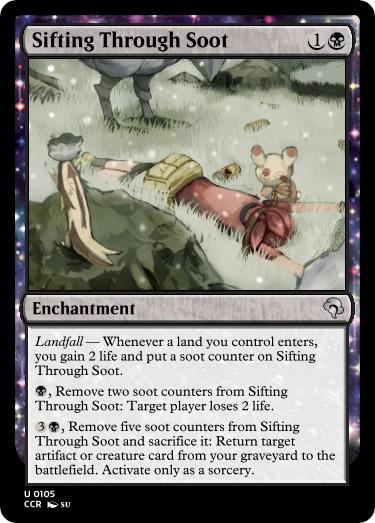 Sifting Through Soot 1
Enchantment
Landfall — Whenever a land you control enters,
you gain 2 life and put a soot counter on Sifting
Through Soot.
, Remove two soot counters from Sifting
Through Soot: Target player loses 2 life.
3 , Remove five soot counters from Sifting
Through Soot and sacrifice it: Return target
artifact or creature card from your graveyard to the
battlefield. Activate only as a sorcery.
U 0105
CCR SU